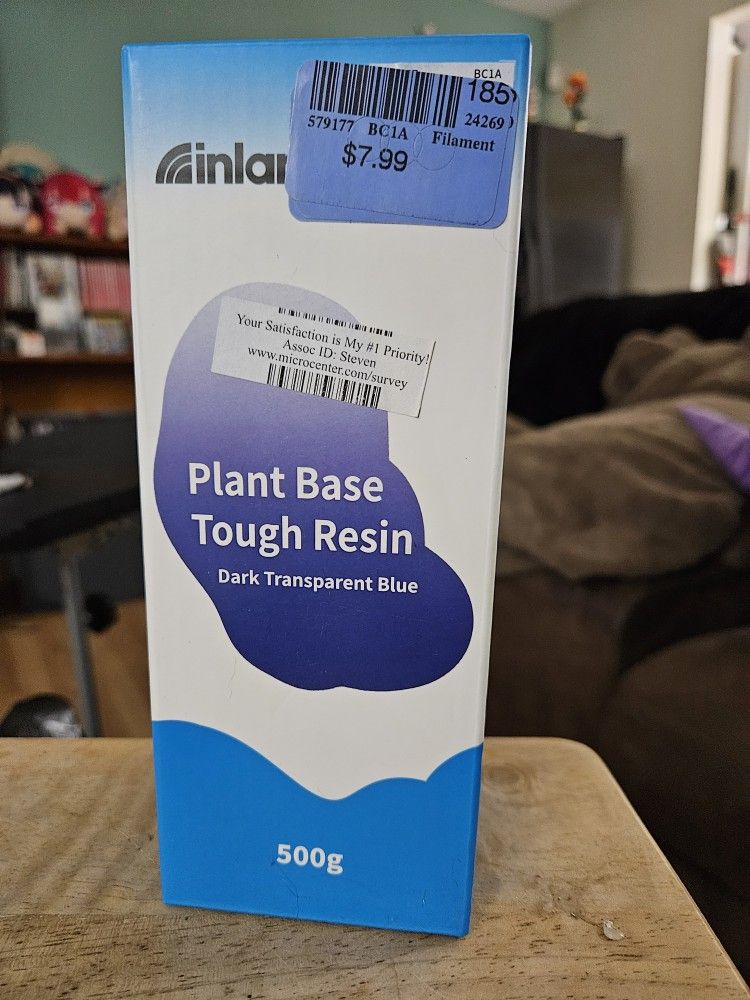 BC1A
185
579177 BC1A 24269
Filament
$7.99
inlan
Your Satisfaction is My #1 Priority!
Assoc ID: Steven
www.microcenter.com/survey
Plant Base
Tough Resin
Dark Transparent Blue
500g